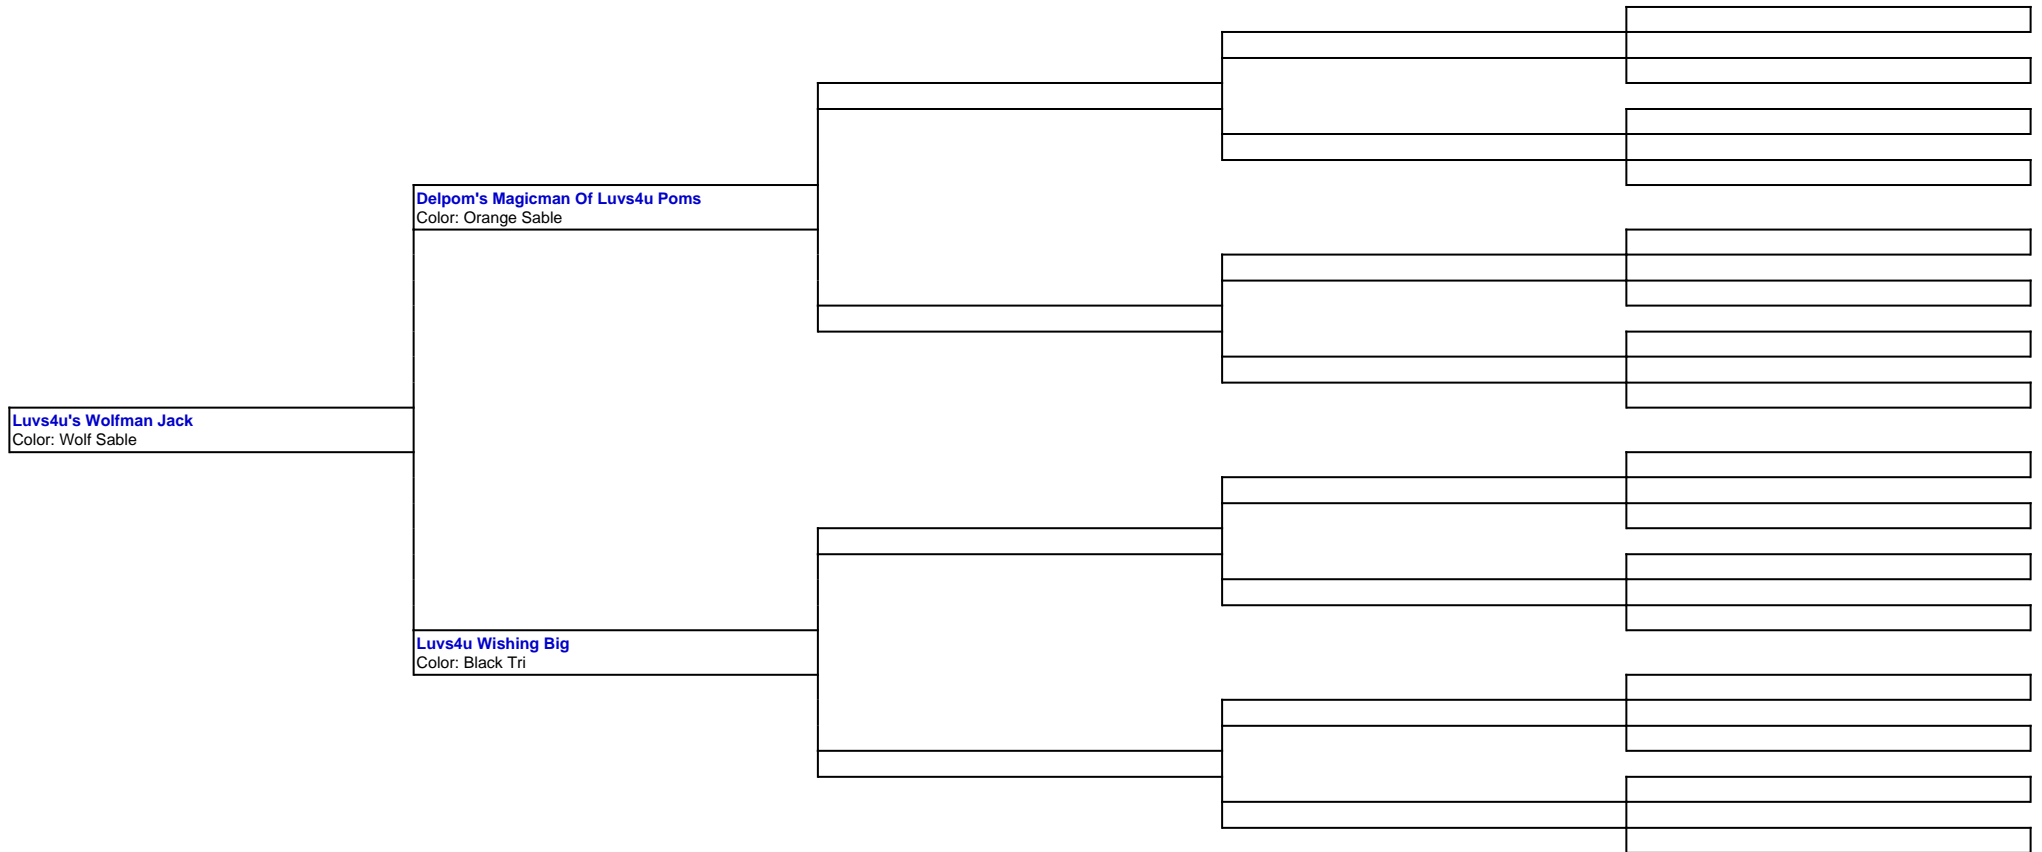 Delpom's Magicman Of Luvs4u Poms
Color: Orange Sable
Luvs4u's Wolfman Jack
Color: Wolf Sable
Luvs4u Wishing Big
Color: Black Tri